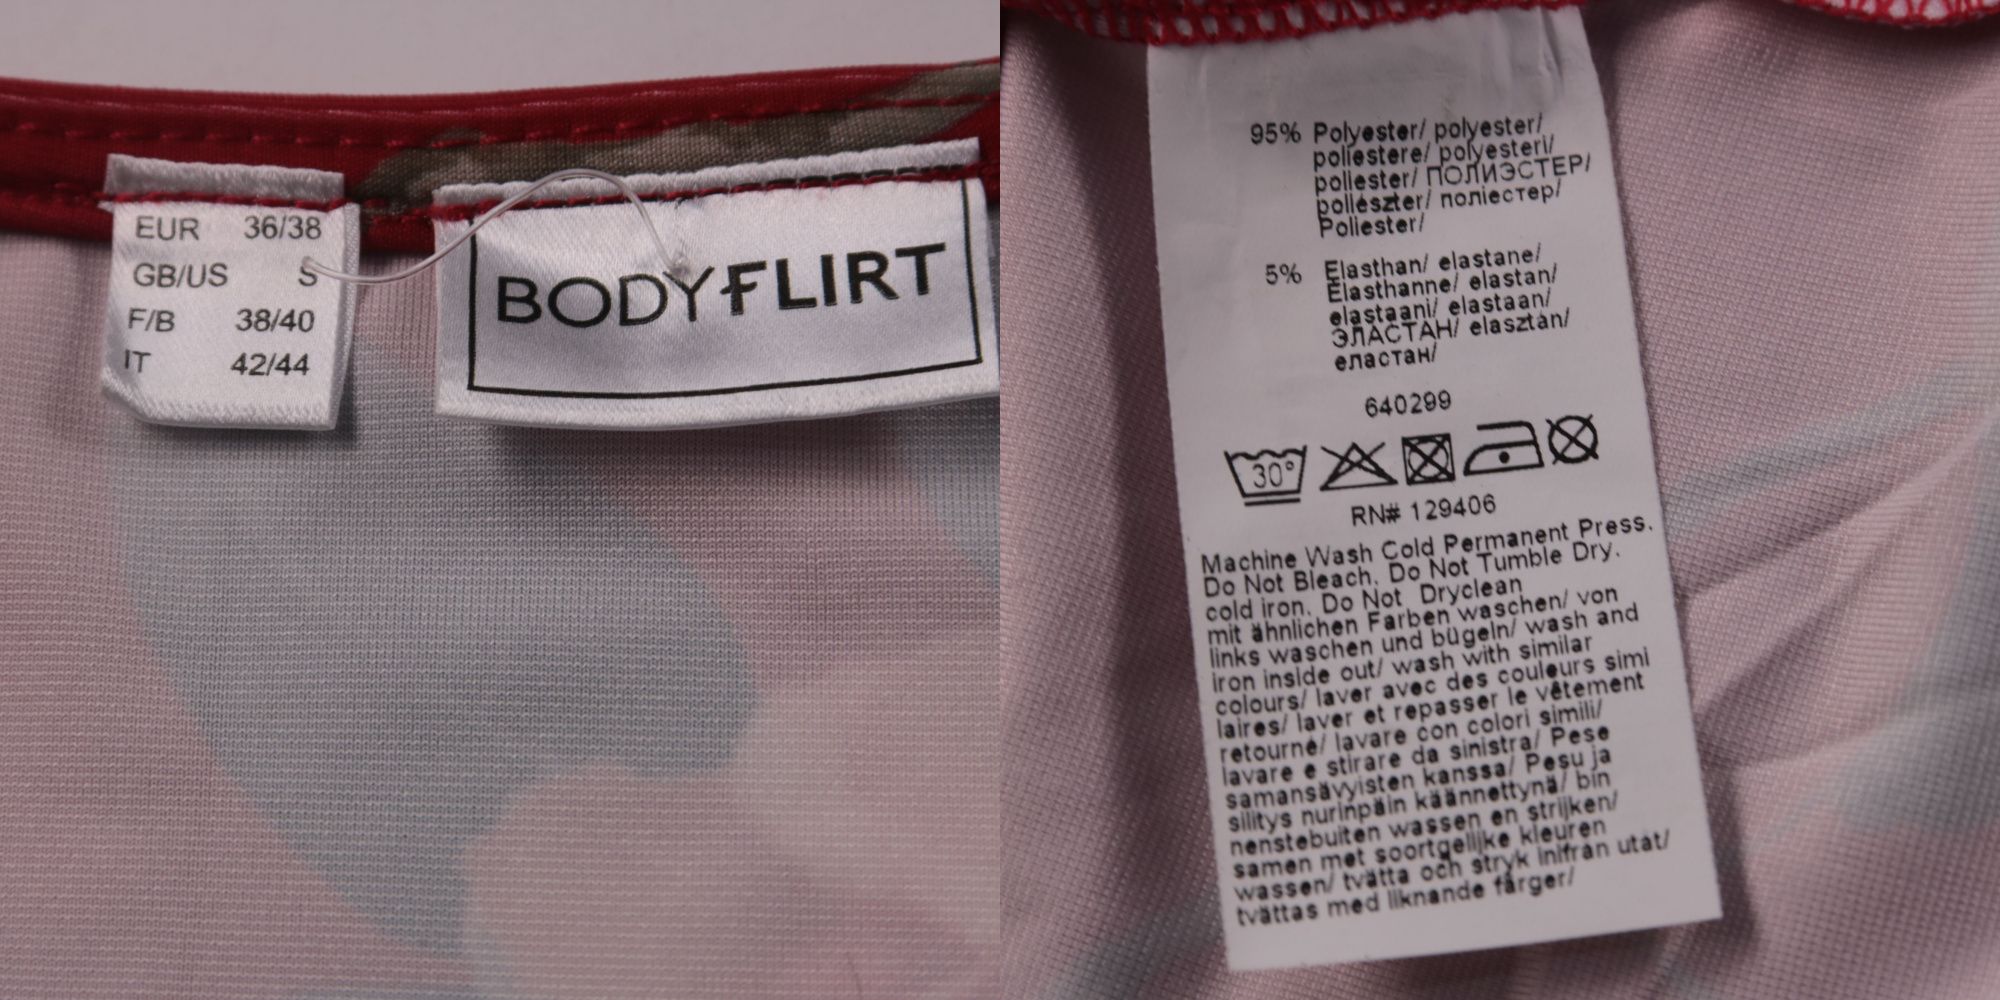 EUR 36/38
GB/US S
F/B 38/40
IT 42/44
BODYFLIRT
95% Polyester/ polyester/
poliestere/ polyesteri/
poliester/ ПОЛИЭСТЕР/
poliészter/ поліестер/
Poliester/
5% Elasthan/ elastane/
Elasthanne/ elastan/
elastaani/ elastaan/
ЭЛАСТАН/ elasztán/
еластан/
640299
30°
RN# 129406
Machine Wash Cold Permanent Press.
Do Not Bleach. Do Not Tumble Dry.
cold iron. Do Not Dryclean
mit ähnlichen Farben waschen/ von
links waschen und bügeln/ wash and
iron inside out/ wash with similar
colours/ laver avec des couleurs simi
laires/ laver et repasser le vêtement
retourné/ lavare con colori simili/
lavare e stirare da sinistra/ Pese
samansävyisten kanssa/ Pesu ja
silitys nurinpäin käännettynä/ bin
nenstebuiten wassen en strijken/
samen met soortgelijke kleuren
wassen/ tvätta och stryk inifrån utåt/
tvättas med liknande färger/